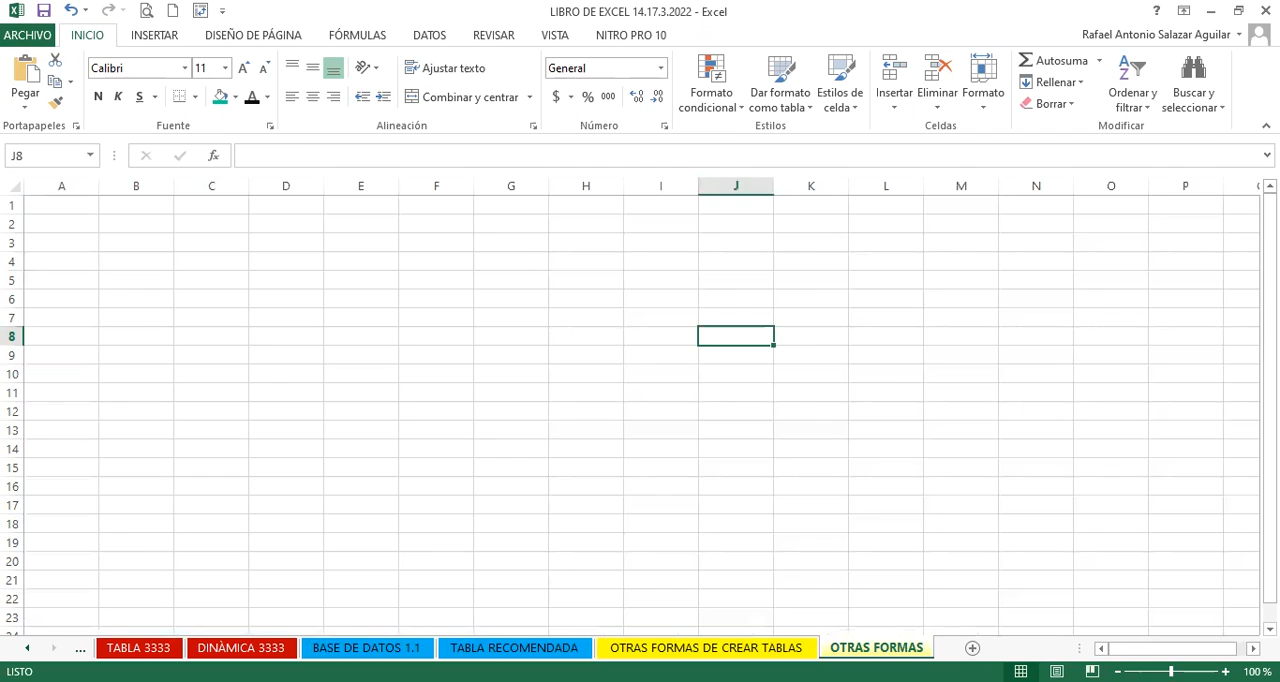 LIBRO DE EXCEL 14.17.3.2022 - Excel
?
ARCHIVO INICIO INSERTAR DISEÑO DE PÁGINA FÓRMULAS DATOS REVISAR VISTA NITRO PRO 10 Rafael Antonio Salazar Aguilar
Pegar
Portapapeles
Calibri 11
N K S
Fuente
Ajustar texto
Combinar y centrar
Alineación
General
$ % 000
Número
Formato condicional
Dar formato como tabla
Estilos de celda
Estilos
Insertar Eliminar Formato
Celdas
Autosuma
Rellenar
Borrar
Ordenar y filtrar
Buscar y seleccionar
Modificar
J8 fx
A B C D E F G H I J K L M N O P
1
2
3
4
5
6
7
8
9
10
11
12
13
14
15
16
17
18
19
20
21
22
23
... TABLA 3333 DINÀMICA 3333 BASE DE DATOS 1.1 TABLA RECOMENDADA OTRAS FORMAS DE CREAR TABLAS OTRAS FORMAS
LISTO 100 %